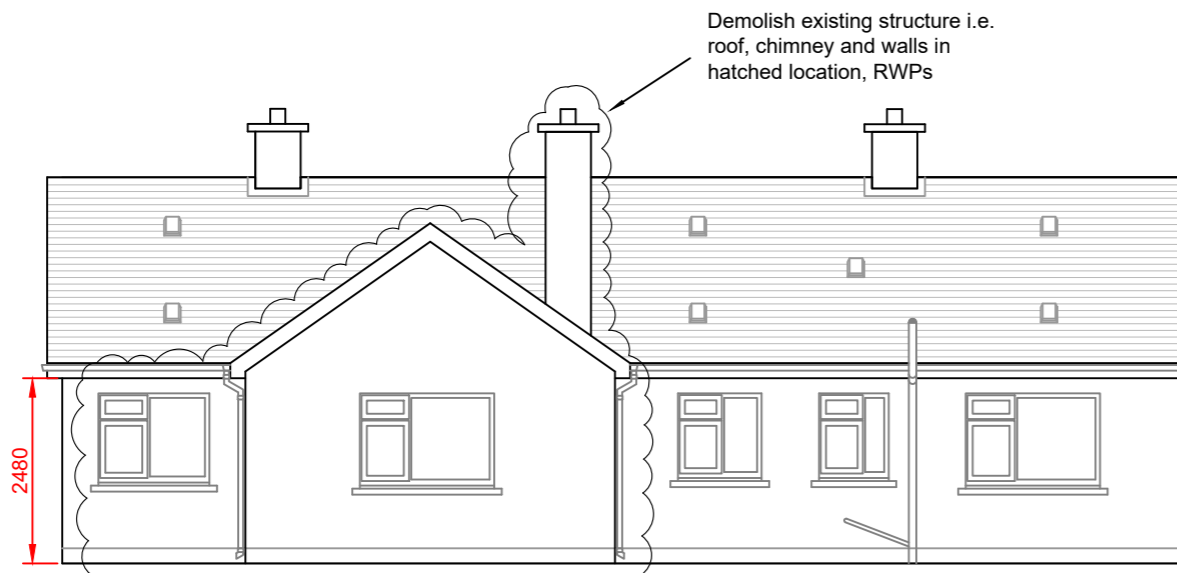 Demolish existing structure i.e.
roof, chimney and walls in
hatched location, RWPs
2480